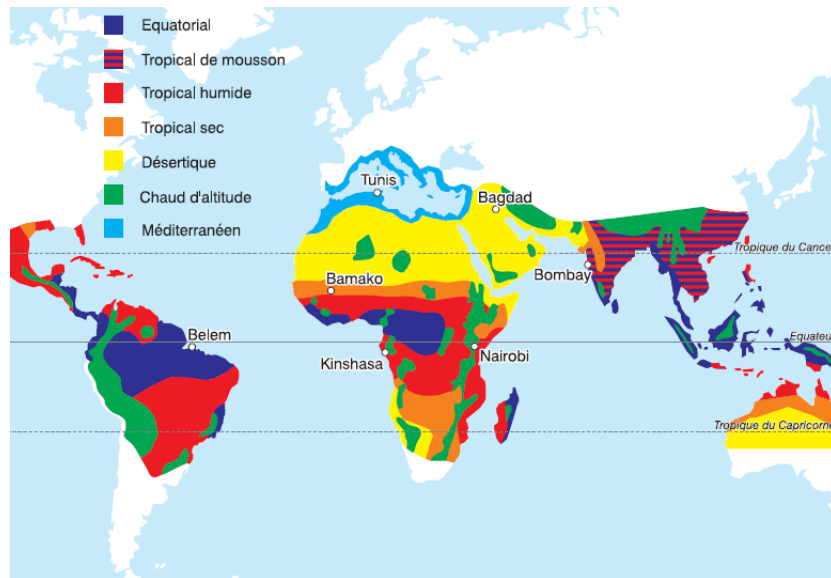 Equatorial
Tropical de mousson
Tropical humide
Tropical sec
Désertique
Chaud d'altitude
Méditerranéen
Tunis
Bagdad
Tropique du Cance
Bombay
Bamako
Belem
Equateu
Kinshasa
Nairobi
Tropique du Capricorne